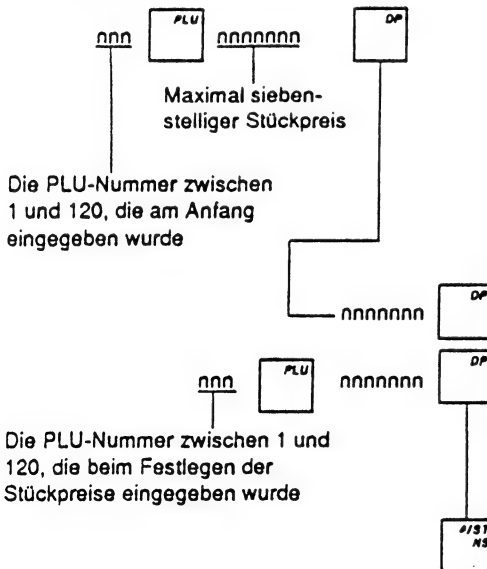 nnn PLU nnnnnnn DP
Maximal sieben-
stelliger Stückpreis
Die PLU-Nummer zwischen
1 und 120, die am Anfang
eingegeben wurde
nnnnnnn DP
nnn PLU nnnnnnn DP
Die PLU-Nummer zwischen 1 und
120, die beim Festlegen der
Stückpreise eingegeben wurde
#/ST
NS